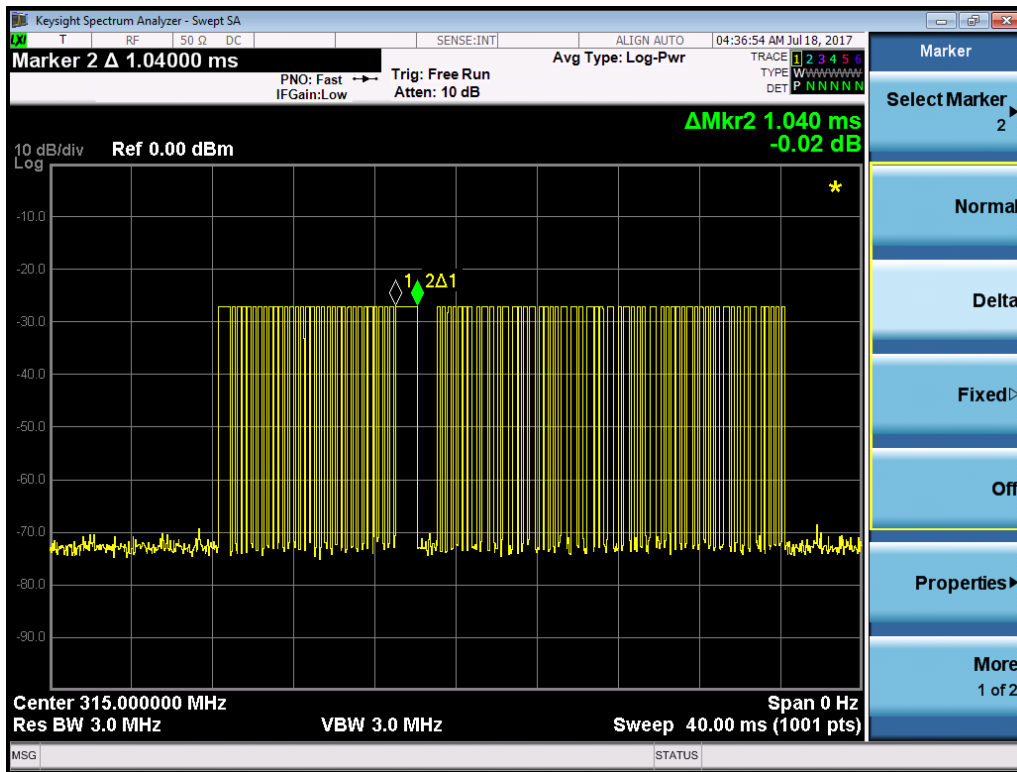 Keysight Spectrum Analyzer - Swept SA
LXI T RF 50 Ω DC SENSE:INT ALIGN AUTO 04:36:54 AM Jul 18, 2017
Marker 2 Δ 1.04000 ms
PNO: Fast
IFGain:Low
Trig: Free Run
Atten: 10 dB
Avg Type: Log-Pwr
TRACE 1 2 3 4 5 6
TYPE WWWWWW
DET P N N N N N
ΔMkr2 1.040 ms
-0.02 dB
10 dB/div Ref 0.00 dBm
Log
-10.0
-20.0
1 2Δ1
-30.0
-40.0
-50.0
-60.0
-70.0
-80.0
-90.0
Center 315.000000 MHz Span 0 Hz
Res BW 3.0 MHz VBW 3.0 MHz Sweep 40.00 ms (1001 pts)
MSG STATUS
Marker
Select Marker
2
Normal
Delta
Fixed
Off
Properties
More
1 of 2